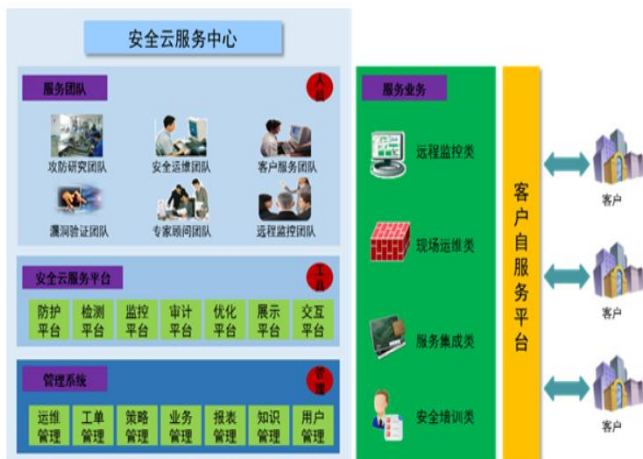 安全云服务中心
服务团队
人员
攻防研究团队
安全运维团队
客户服务团队
漏洞验证团队
专家顾问团队
远程监控团队
安全云服务平台
工具
防护
平台
检测
平台
监控
平台
审计
平台
优化
平台
展示
平台
交互
平台
管理系统
管理
运维
管理
工单
管理
策略
管理
业务
管理
报表
管理
知识
管理
用户
管理
服务业务
远程监控类
现场运维类
服务集成类
安全培训类
客户自服务平台
客户
客户
客户